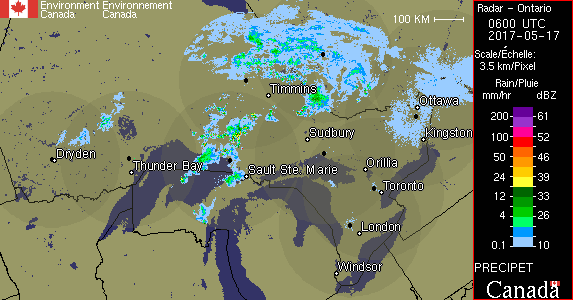 Environment Environnement
Canada Canada
100 KM
Timmins
Ottawa
Sudbury
Kingston
Dryden
Thunder Bay
Sault Ste. Marie
Orillia
Toronto
London
Windsor
Radar - Ontario
0600 UTC
2017-05-17
Scale/Échelle:
3.5 km/Pixel
Rain/Pluie
mm/hr dBZ
200 61
100 52
50 46
24 39
12 33
4 26
0.1 10
PRECIPET
Canada